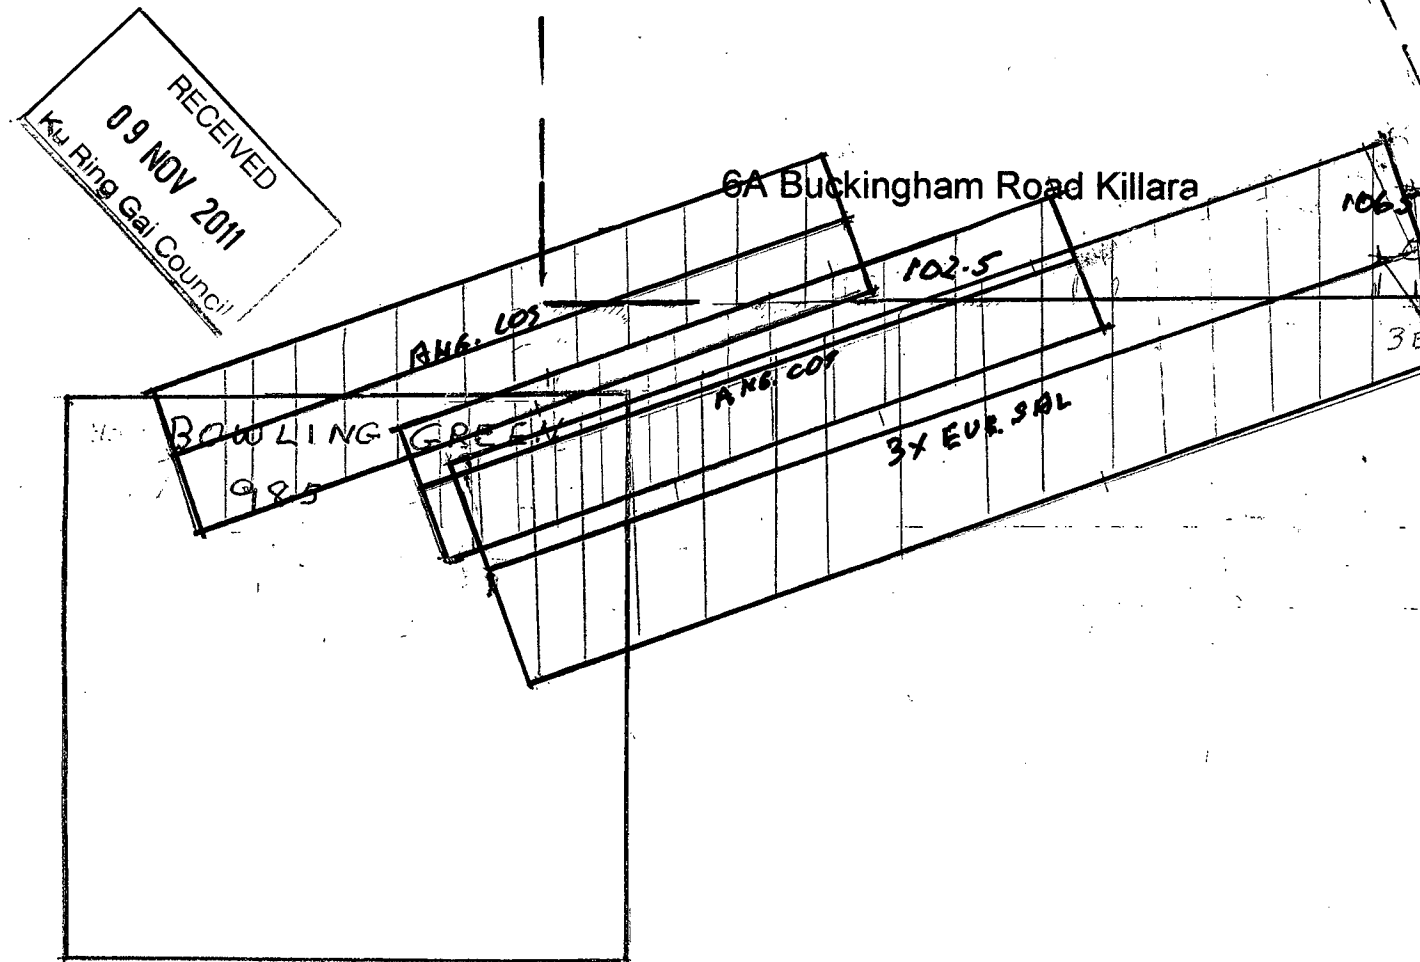 RECEIVED
09 NOV 2011
Ku Ring Gai Council
6A Buckingham Road Killara
106.5
102.5
ANG. COS
ANG. COS
3X EUE. SAL
BOWLING GREEN
98.5